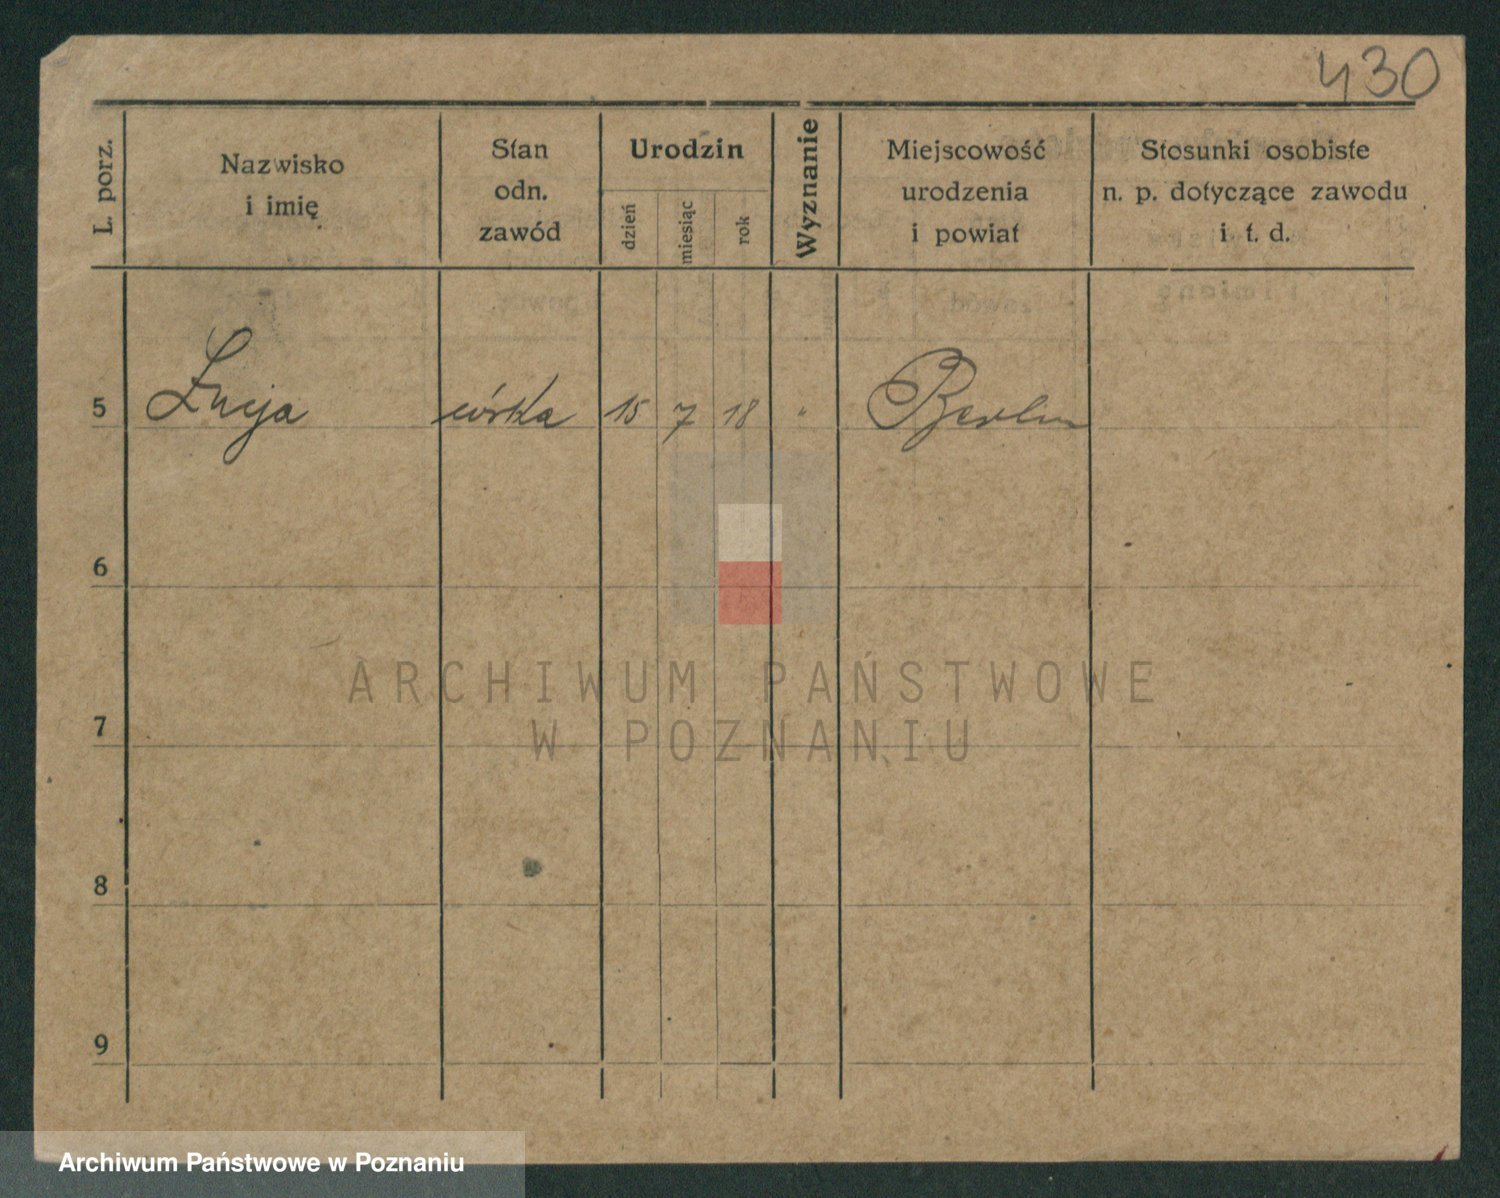 430
L. porz.
Nazwisko
i imię
Stan
odn.
zawód
Urodzin
dzień
miesiąc
rok
Wyznanie
Miejscowość
urodzenia
i powiat
Stosunki osobiste
n. p. dotyczące zawodu
i t. d.
5 Łucja córka 15 7 18 " Berlin
6
7
8
9
ARCHIWUM PAŃSTWOWE
W POZNANIU
Archiwum Państwowe w Poznaniu